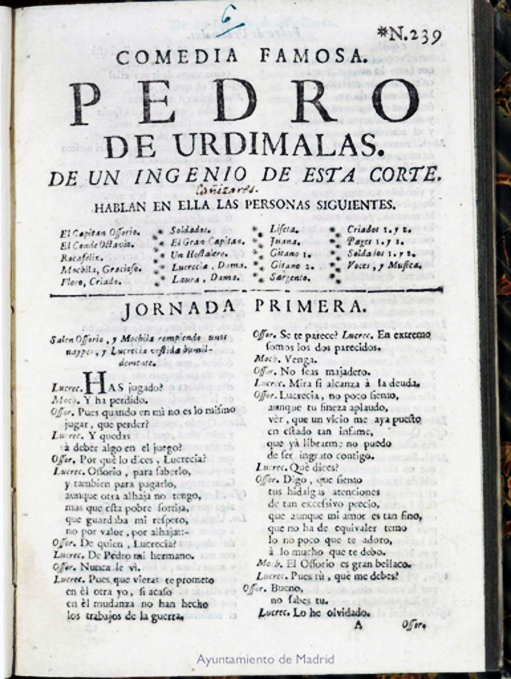 6
*N.239
COMEDIA FAMOSA.
PEDRO
DE URDIMALAS.
DE UN INGENIO DE ESTA CORTE.
Cañizares.
HABLAN EN ELLA LAS PERSONAS SIGUIENTES.
El Capitan Ossorio.
El Conde Octavio.
Rocafelix.
Mochila, Gracioso.
Floro, Criado.
Soldados.
El Gran Capitan.
Un Hostalero.
Lucrecia, Dama.
Laura, Dama.
Liseta.
Juana.
Gitano 1.
Gitano 2.
Sargento.
Criados 1. y 2.
Pages 1. y 2.
Soldados 1. y 2.
Voces, y Musica.
JORNADA PRIMERA.
Salen Ossorio, y Mochila rompiendo unos
naypes, y Lucrecia vestida humil-
demente.
Lucrec. HAS jugado?
Moch. Y ha perdido.
Ossor. Pues quando en mi no es lo mismo
jugar, que perder?
Lucrec. Y quedas
à deber algo en el juego?
Ossor. Por què lo dices, Lucrecia?
Lucrec. Ossorio, para saberlo,
y tambien para pagarlo,
aunque otra alhaja no tengo,
mas que esta pobre sortija,
que guardaba mi respeto,
no por valor, por alhaja:-
Ossor. De quien, Lucrecia?
Lucrec. De Pedro mi hermano.
Ossor. Nunca le vi.
Lucrec. Pues que vieras te prometo
en èl otra yo, si acaso
en èl mudanza no han hecho
los trabajos de la guerra.
Ossor. Se te parece? Lucrec. En extremo
somos los dos parecidos.
Moch. Venga.
Ossor. No seas majadero.
Lucrec. Mira si alcanza à la deuda.
Ossor. Lucrecia, no poco siento,
aunque tu fineza aplaudo,
vèr, que un vicio me aya puesto
en estado tan infame,
que yà librarme no puedo
de ser ingrato contigo.
Lucrec. Què dices?
Ossor. Digo, que siento
tus hidalgas atenciones
de tan excessivo precio,
que aunque mi amor es tan fino,
que no ha de equivaler temo
lo no poco que te adoro,
à lo mucho que te debo.
Moch. El Ossorio es gran bellaco.
Lucrec. Pues tù, què me debes?
Ossor. Bueno,
no sabes tu.
Lucrec. Lo he olvidado.
A
Ossor.
Ayuntamiento de Madrid